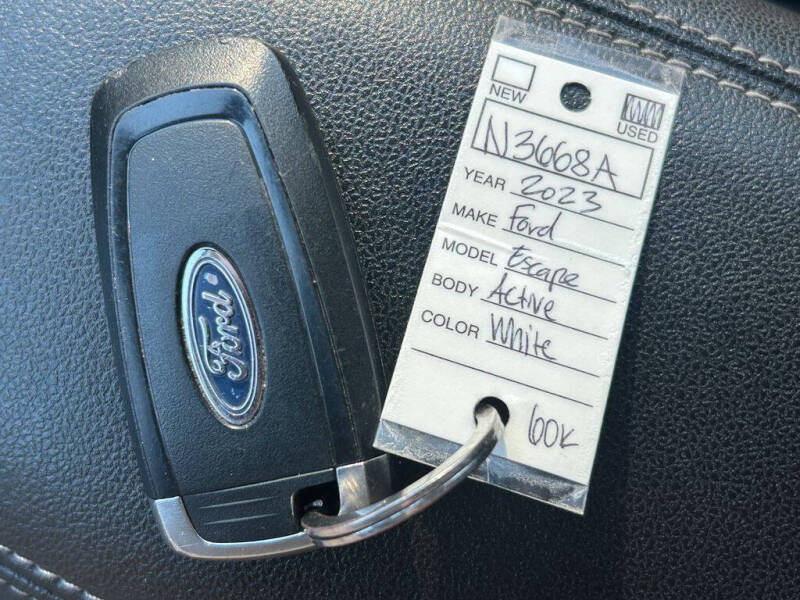 Ford
NEW
USED
N3668A
YEAR 2023
MAKE Ford
MODEL Escape
BODY Active
COLOR White
60K